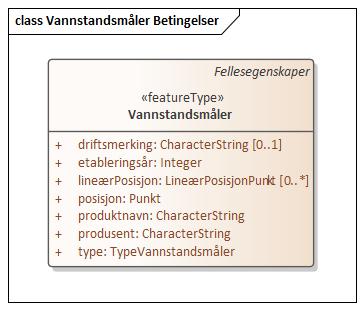 class Vannstandsmåler Betingelser
Fellesegenskaper
«featureType»
Vannstandsmåler
+ driftsmerking: CharacterString [0..1]
+ etableringsår: Integer
+ lineærPosisjon: LineærPosisjonPunkt [0..*]
+ posisjon: Punkt
+ produktnavn: CharacterString
+ produsent: CharacterString
+ type: TypeVannstandsmåler